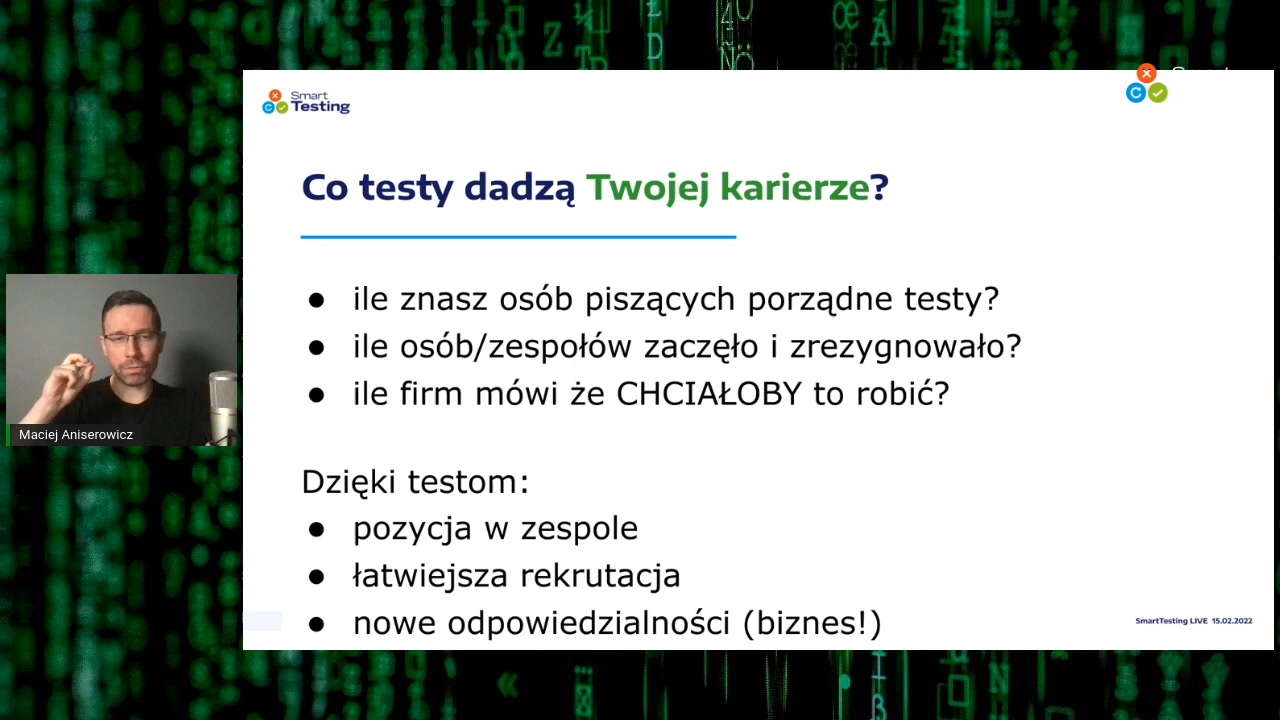 Smart
Testing
Smart
Co testy dadzą Twojej karierze?
● ile znasz osób piszących porządne testy?
● ile osób/zespołów zaczęło i zrezygnowało?
● ile firm mówi że CHCIAŁOBY to robić?
Maciej Aniserowicz
Dzięki testom:
● pozycja w zespole
● łatwiejsza rekrutacja
● nowe odpowiedzialności (biznes!)
SmartTesting LIVE 15.02.2022